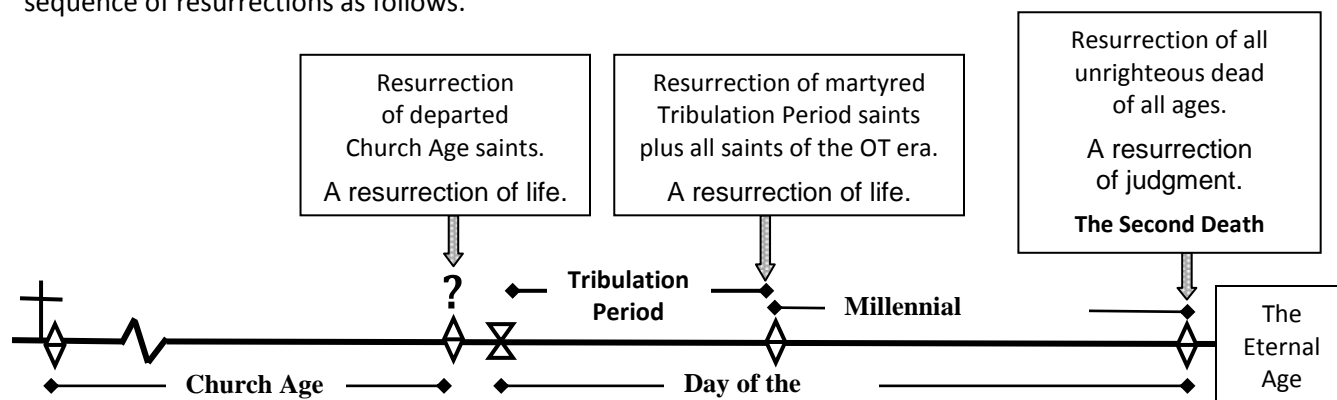 sequence of resurrections as follows.
Resurrection
of departed
Church Age saints.
A resurrection of life.
Resurrection of martyred
Tribulation Period saints
plus all saints of the OT era.
A resurrection of life.
Resurrection of all
unrighteous dead
of all ages.
A resurrection
of judgment.
The Second Death
?
Tribulation
Period
Millennial
The
Eternal
Age
Church Age
Day of the